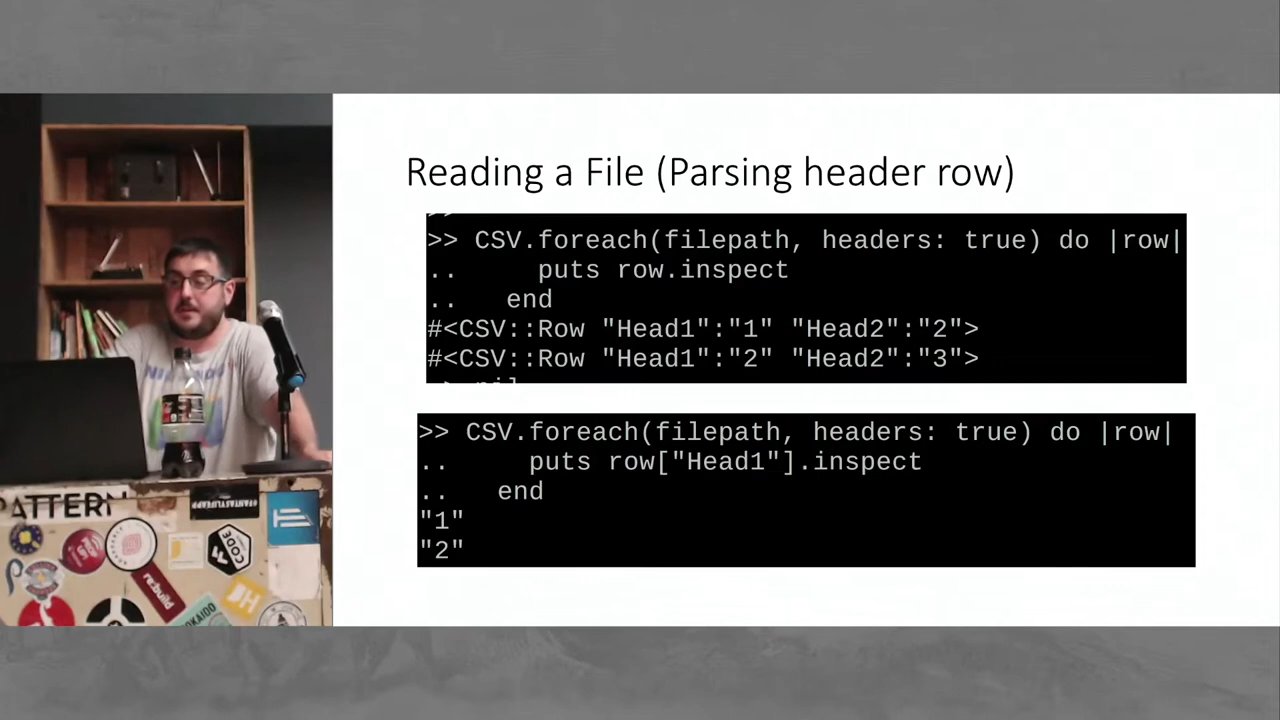 Reading a File (Parsing header row)
>> CSV.foreach(filepath, headers: true) do |row|
..     puts row.inspect
..   end
#<CSV::Row "Head1":"1" "Head2":"2">
#<CSV::Row "Head1":"2" "Head2":"3">
>> CSV.foreach(filepath, headers: true) do |row|
..     puts row["Head1"].inspect
..   end
"1"
"2"
PATTERN
CODE
re:build